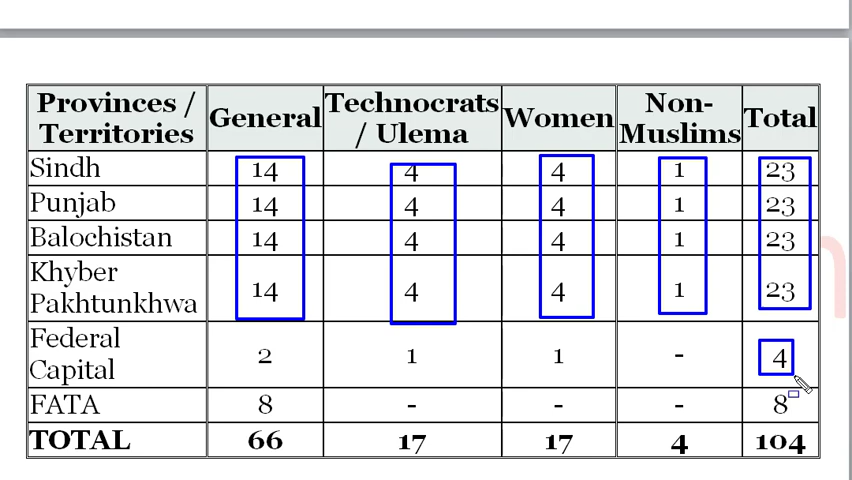 Provinces / Territories General Technocrats / Ulema Women Non-Muslims Total
Sindh 14 4 4 1 23
Punjab 14 4 4 1 23
Balochistan 14 4 4 1 23
Khyber Pakhtunkhwa 14 4 4 1 23
Federal Capital 2 1 1 - 4
FATA 8 - - - 8
TOTAL 66 17 17 4 104